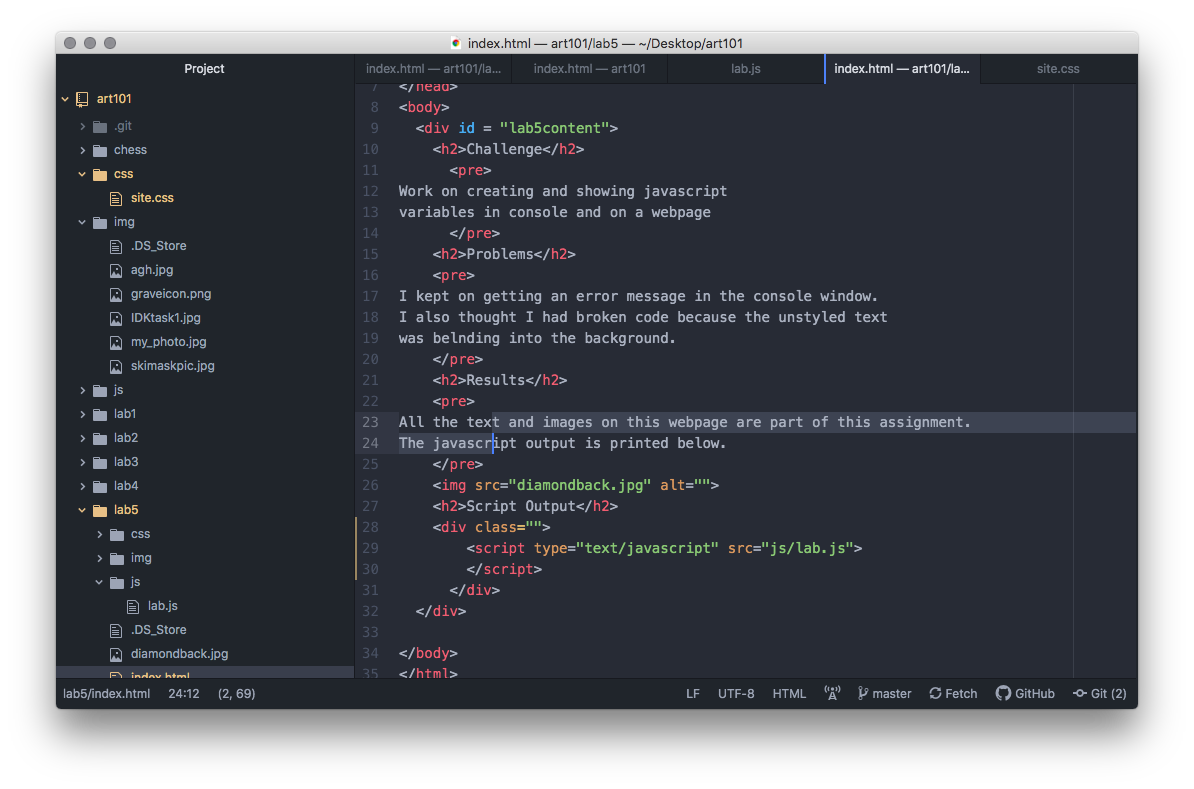 index.html — art101/lab5 — ~/Desktop/art101
Project
art101
.git
chess
css
site.css
img
.DS_Store
agh.jpg
graveicon.png
IDKtask1.jpg
my_photo.jpg
skimaskpic.jpg
js
lab1
lab2
lab3
lab4
lab5
css
img
js
lab.js
.DS_Store
diamondback.jpg
index.html
index.html — art101/la...
index.html — art101
lab.js
index.html — art101/la...
site.css
7 </head>
8 <body>
9 <div id = "lab5content">
10 <h2>Challenge</h2>
11 <pre>
12 Work on creating and showing javascript
13 variables in console and on a webpage
14 </pre>
15 <h2>Problems</h2>
16 <pre>
17 I kept on getting an error message in the console window.
18 I also thought I had broken code because the unstyled text
19 was belnding into the background.
20 </pre>
21 <h2>Results</h2>
22 <pre>
23 All the text and images on this webpage are part of this assignment.
24 The javascript output is printed below.
25 </pre>
26 <img src="diamondback.jpg" alt="">
27 <h2>Script Output</h2>
28 <div class="">
29 <script type="text/javascript" src="js/lab.js">
30 </script>
31 </div>
32 </div>
33
34 </body>
35 </html>
lab5/index.html 24:12 (2, 69)
LF UTF-8 HTML master Fetch GitHub Git (2)